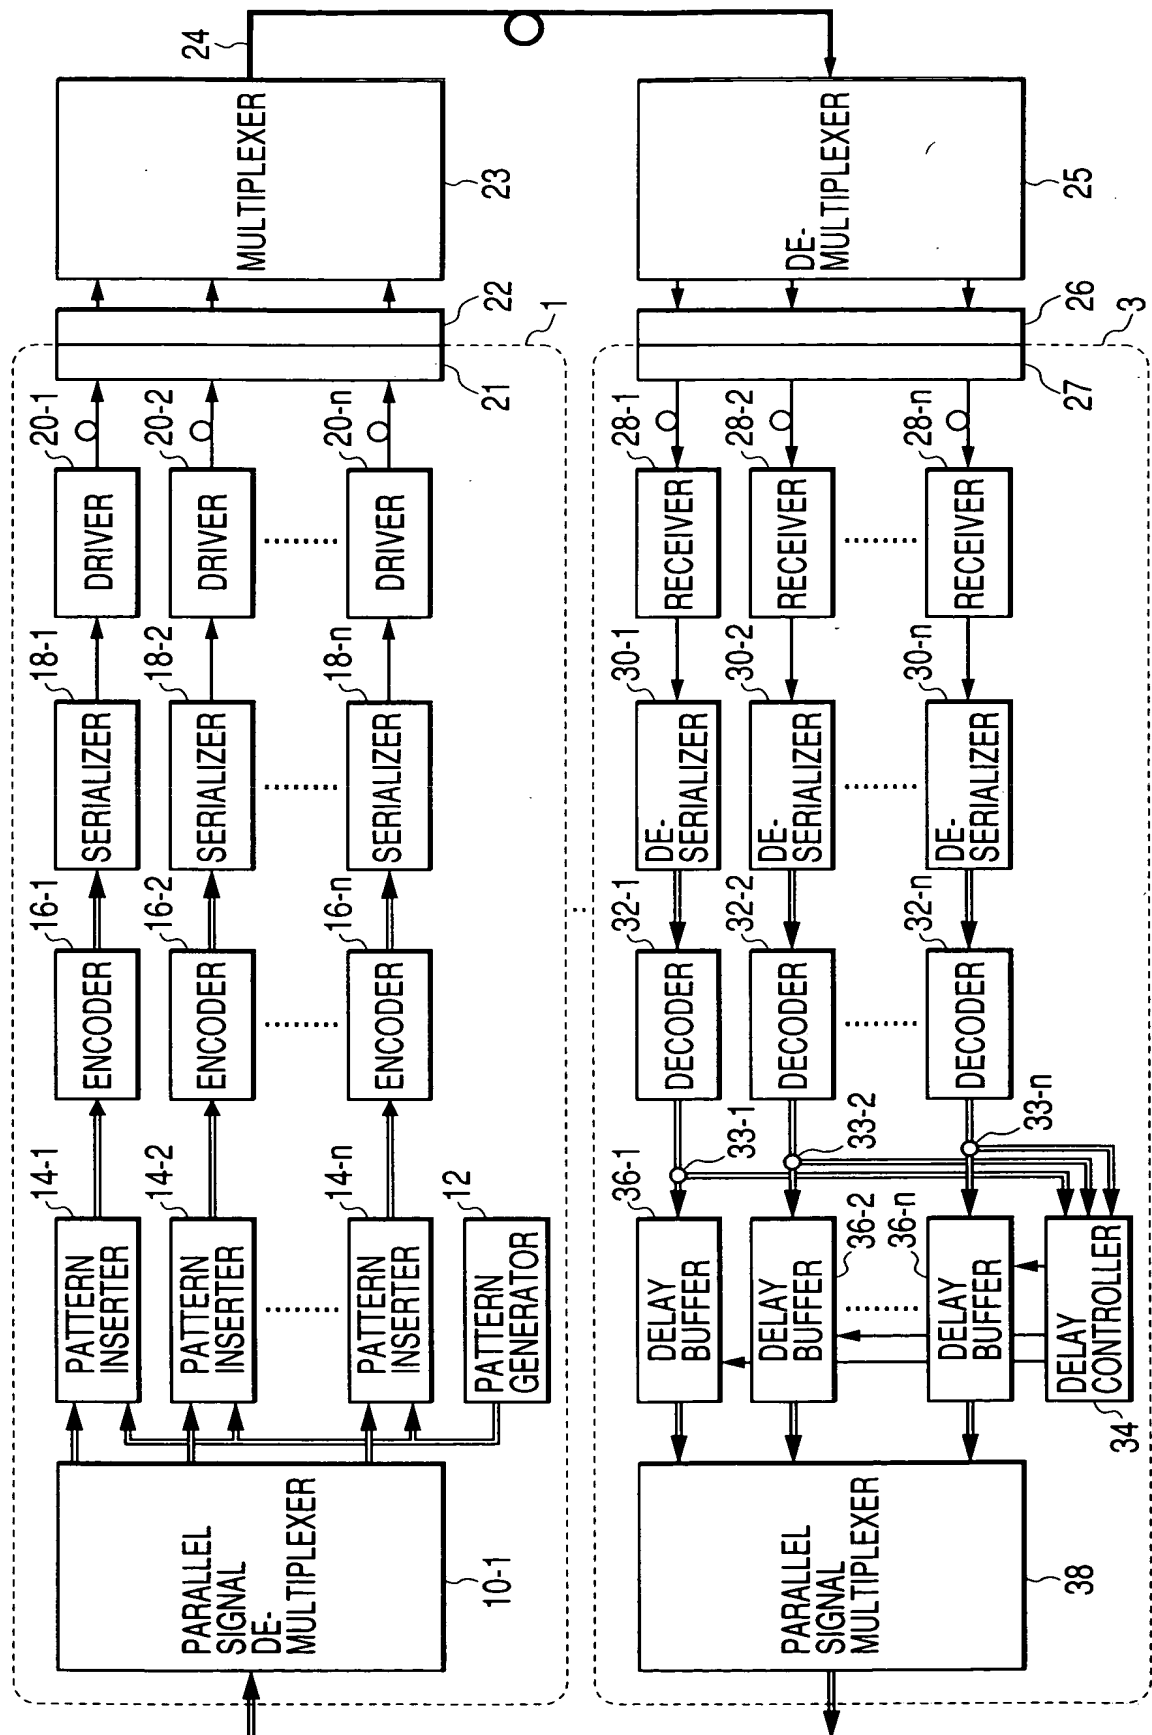 24
MULTIPLEXER
23
22
21
1
20-1
DRIVER
20-2
DRIVER
20-n
DRIVER
18-1
SERIALIZER
18-2
SERIALIZER
18-n
SERIALIZER
16-1
ENCODER
16-2
ENCODER
16-n
ENCODER
14-1
PATTERN
INSERTER
14-2
PATTERN
INSERTER
14-n
PATTERN
INSERTER
12
PATTERN
GENERATOR
PARALLEL
SIGNAL
DE-
MULTIPLEXER
10-1
DE-
MULTIPLEXER
25
26
27
3
28-1
RECEIVER
28-2
RECEIVER
28-n
RECEIVER
30-1
DE-
SERIALIZER
30-2
DE-
SERIALIZER
30-n
DE-
SERIALIZER
32-1
DECODER
32-2
DECODER
32-n
DECODER
33-1
33-2
33-n
36-1
DELAY
BUFFER
36-2
DELAY
BUFFER
36-n
DELAY
BUFFER
DELAY
CONTROLLER
34
PARALLEL
SIGNAL
MULTIPLEXER
38